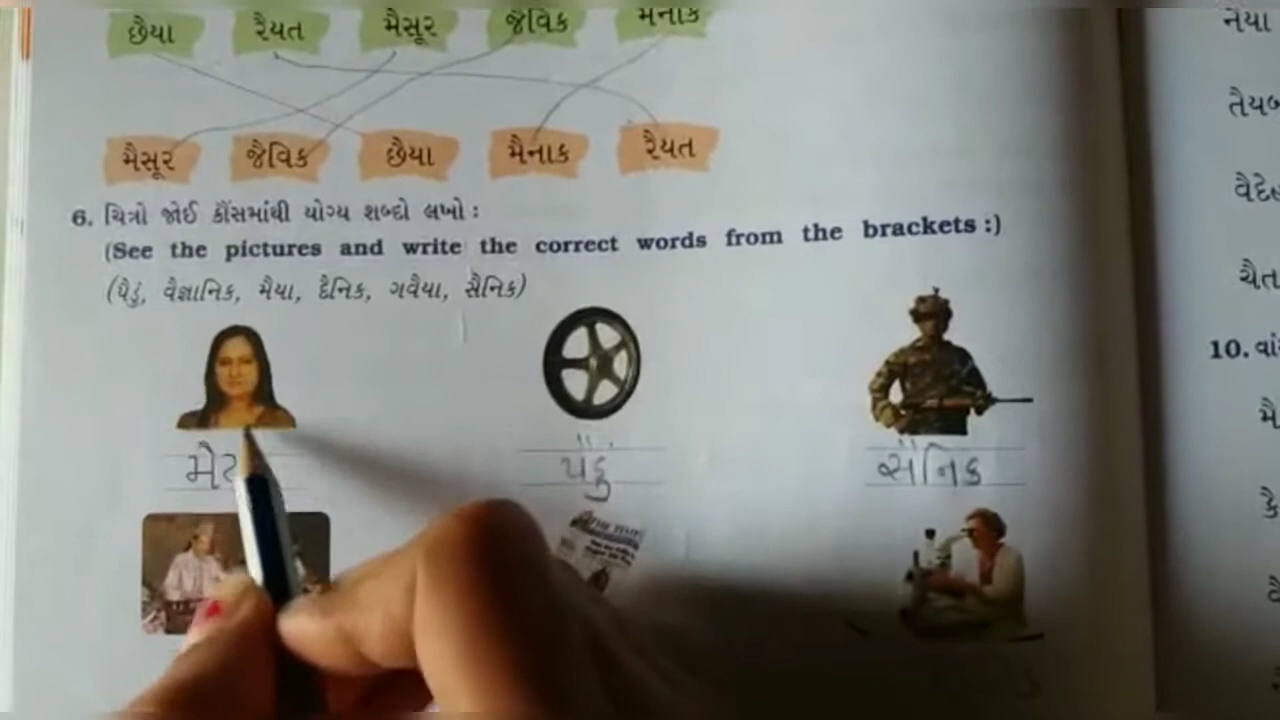 છૈયા રૈયત મૈસૂર જૈવિક મૈનાક
મૈસૂર જૈવિક છૈયા મૈનાક રૈયત
6. ચિત્રો જોઈ કૌંસમાંથી યોગ્ય શબ્દો લખો :
(See the pictures and write the correct words from the brackets :)
(પૈડું, વૈજ્ઞાનિક, મૈયા, દૈનિક, ગવૈયા, સૈનિક)
પૈડું સૈનિક
નૈયા
10.